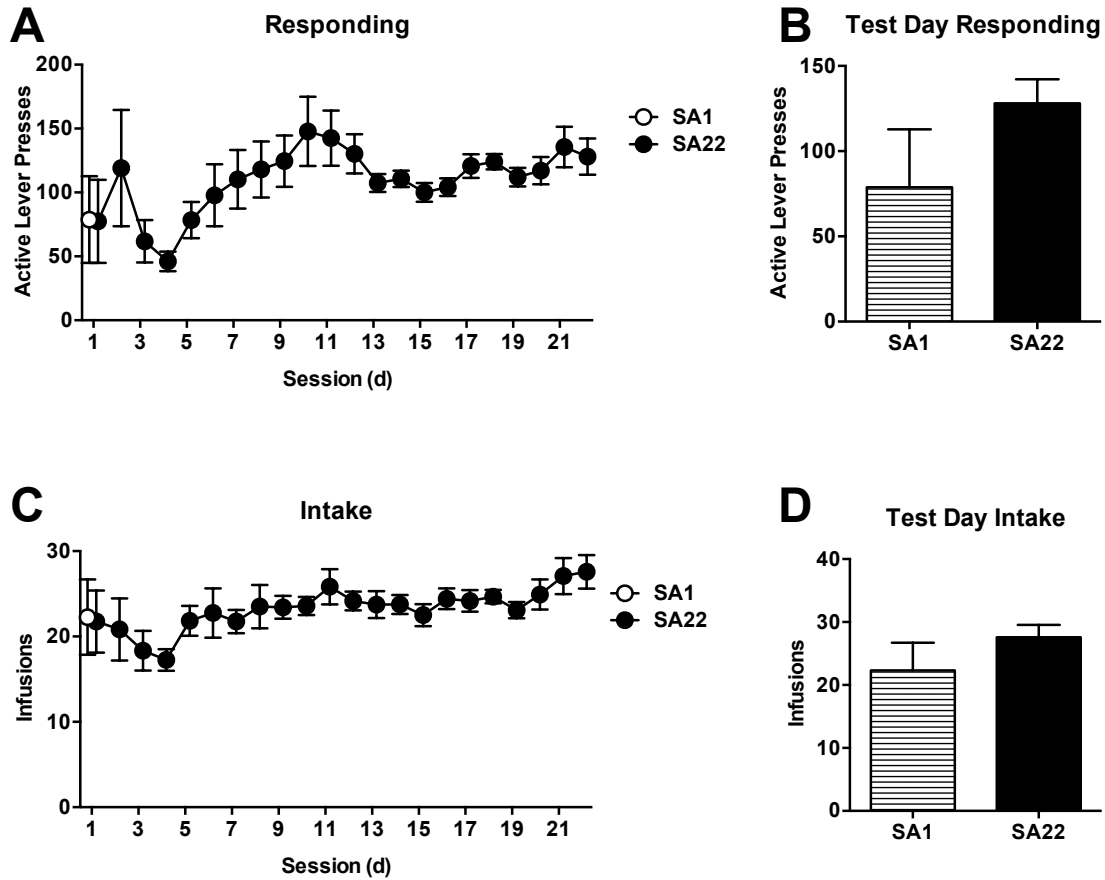 A
Responding
200
150
100
50
0
Active Lever Presses
1 3 5 7 9 11 13 15 17 19 21
Session (d)
SA1
SA22
B
Test Day Responding
150
100
50
0
Active Lever Presses
SA1 SA22
C
Intake
30
20
10
0
Infusions
1 3 5 7 9 11 13 15 17 19 21
Session (d)
SA1
SA22
D
Test Day Intake
40
30
20
10
0
Infusions
SA1 SA22